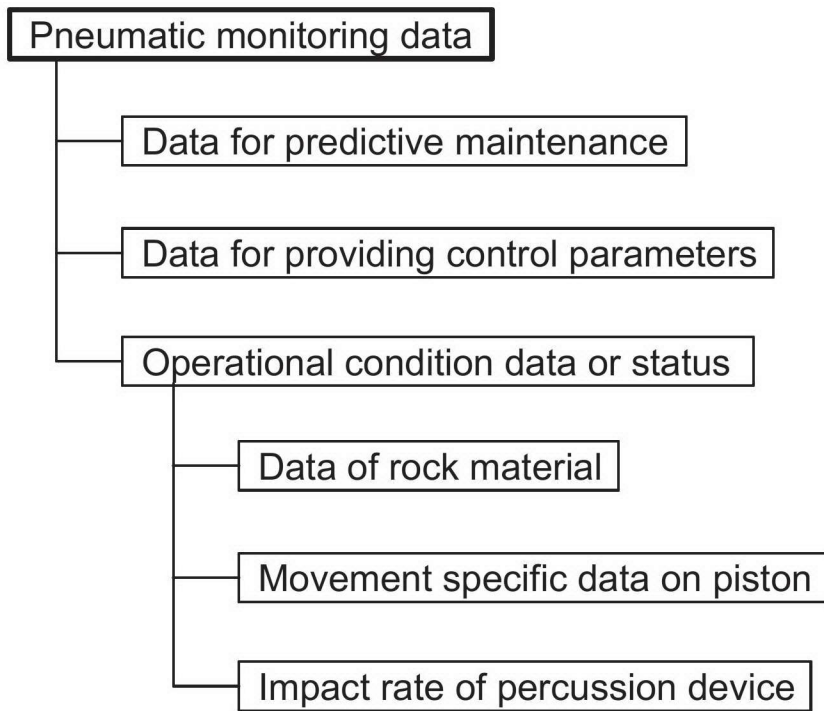 Pneumatic monitoring data
Data for predictive maintenance
Data for providing control parameters
Operational condition data or status
Data of rock material
Movement specific data on piston
Impact rate of percussion device